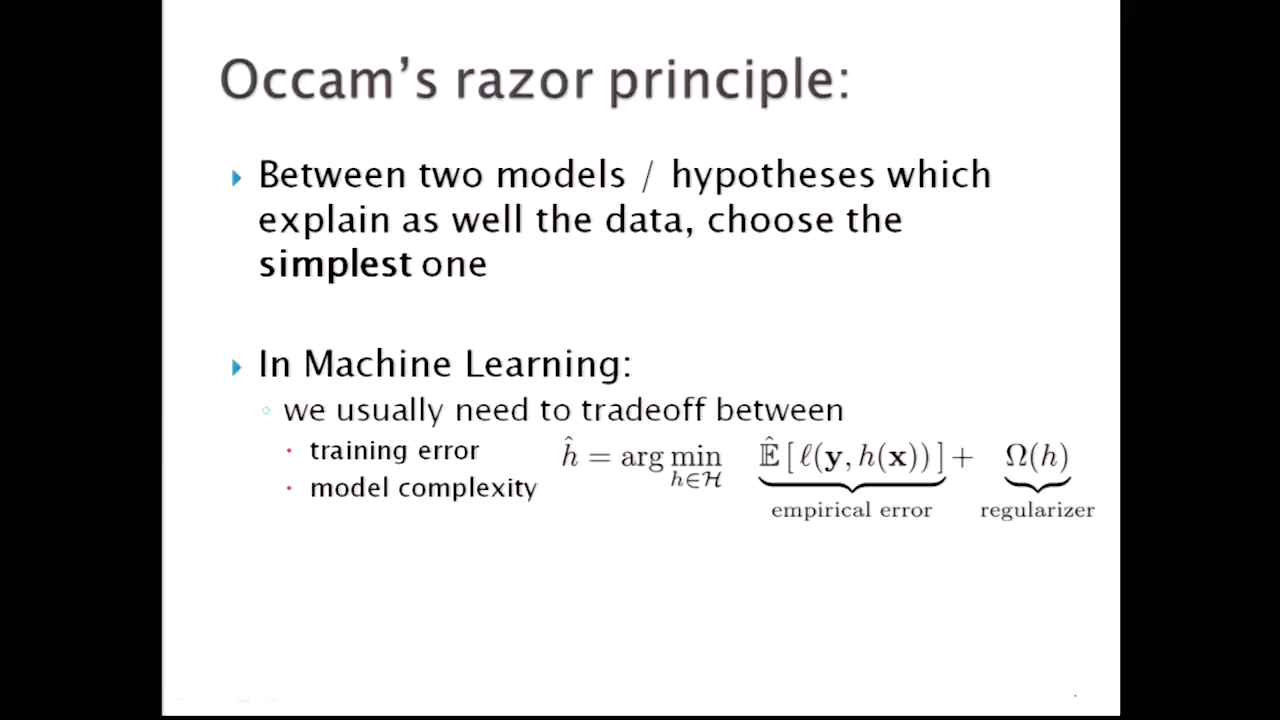 Occam's razor principle:
Between two models / hypotheses which
explain as well the data, choose the
simplest one
In Machine Learning:
we usually need to tradeoff between
training error
model complexity
ĥ = arg min h∈ℋ Ê [ ℓ(y, h(x)) ] + Ω(h)
empirical error regularizer